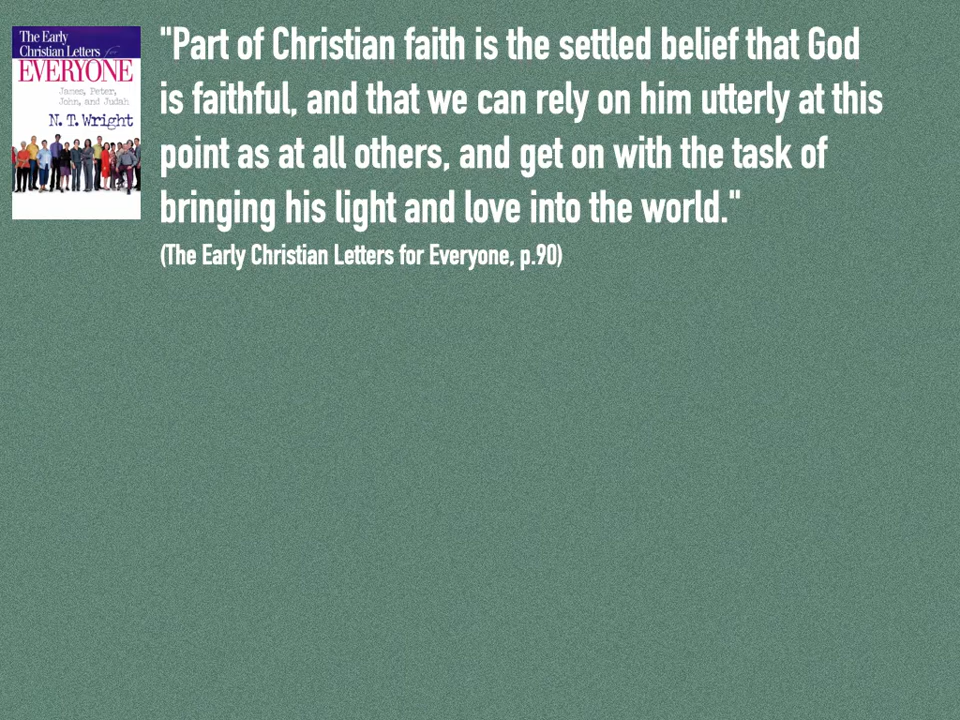 The Early
Christian Letters for
EVERYONE
James, Peter,
John, and Judah
N. T. Wright
"Part of Christian faith is the settled belief that God
is faithful, and that we can rely on him utterly at this
point as at all others, and get on with the task of
bringing his light and love into the world."
(The Early Christian Letters for Everyone, p.90)